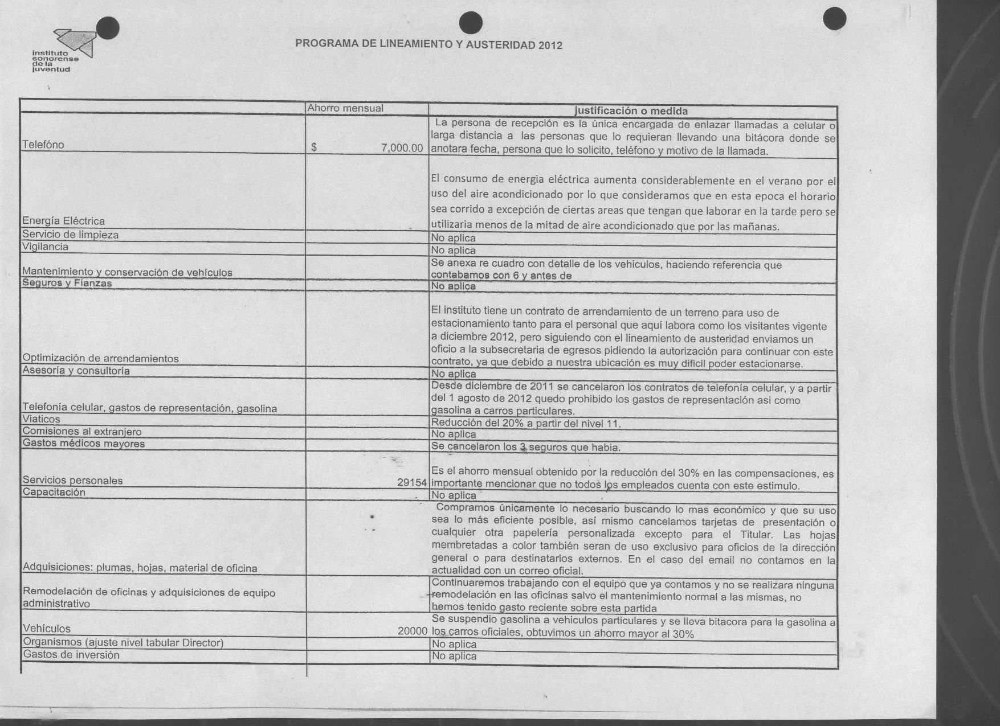 instituto
sonorense
de la
juventud
PROGRAMA DE LINEAMIENTO Y AUSTERIDAD 2012
Ahorro mensual
justificación o medida
Telefóno
$ 7,000.00
La persona de recepción es la única encargada de enlazar llamadas a celular o
larga distancia a las personas que lo requieran llevando una bitácora donde se
anotara fecha, persona que lo solicito, teléfono y motivo de la llamada.
Energía Eléctrica
El consumo de energia eléctrica aumenta considerablemente en el verano por el
uso del aire acondicionado por lo que consideramos que en esta epoca el horario
sea corrido a excepción de ciertas areas que tengan que laborar en la tarde pero se
utilizaria menos de la mitad de aire acondicionado que por las mañanas.
Servicio de limpieza
No aplica
Vigilancia
No aplica
Mantenimiento y conservación de vehículos
Se anexa re cuadro con detalle de los vehiculos, haciendo referencia que
contabamos con 6 y antes de
Seguros y Fianzas
No aplica
Optimización de arrendamientos
El instituto tiene un contrato de arrendamiento de un terreno para uso de
estacionamiento tanto para el personal que aquí labora como los visitantes vigente
a diciembre 2012, pero siguiendo con el lineamiento de austeridad enviamos un
oficio a la subsecretaria de egresos pidiendo la autorización para continuar con este
contrato, ya que debido a nuestra ubicación es muy dificil poder estacionarse.
Asesoría y consultoría
No aplica
Telefonía celular, gastos de representación, gasolina
Desde diciembre de 2011 se cancelaron los contratos de telefonía celular, y a partir
del 1 agosto de 2012 quedo prohibido los gastos de representación asi como
gasolina a carros particulares.
Viaticos
Reducción del 20% a partir del nivel 11.
Comisiones al extranjero
No aplica
Gastos médicos mayores
Se cancelaron los 3 seguros que habia.
Servicios personales
29154
Es el ahorro mensual obtenido por la reducción del 30% en las compensaciones, es
importante mencionar que no todos los empleados cuenta con este estimulo.
Capacitación
No aplica
Adquisiciones: plumas, hojas, material de oficina
Compramos únicamente lo necesario buscando lo mas económico y que su uso
sea lo más eficiente posible, así mismo cancelamos tarjetas de presentación o
cualquier otra papelería personalizada excepto para el Titular. Las hojas
membretadas a color también seran de uso exclusivo para oficios de la dirección
general o para destinatarios externos. En el caso del email no contamos en la
actualidad con un correo oficial.
Remodelación de oficinas y adquisiciones de equipo
administrativo
Continuaremos trabajando con el equipo que ya contamos y no se realizara ninguna
remodelación en las oficinas salvo el mantenimiento normal a las mismas, no
hemos tenido gasto reciente sobre esta partida
Vehículos
20000
Se suspendio gasolina a vehiculos particulares y se lleva bitacora para la gasolina a
los carros oficiales, obtuvimos un ahorro mayor al 30%
Organismos (ajuste nivel tabular Director)
No aplica
Gastos de inversión
No aplica